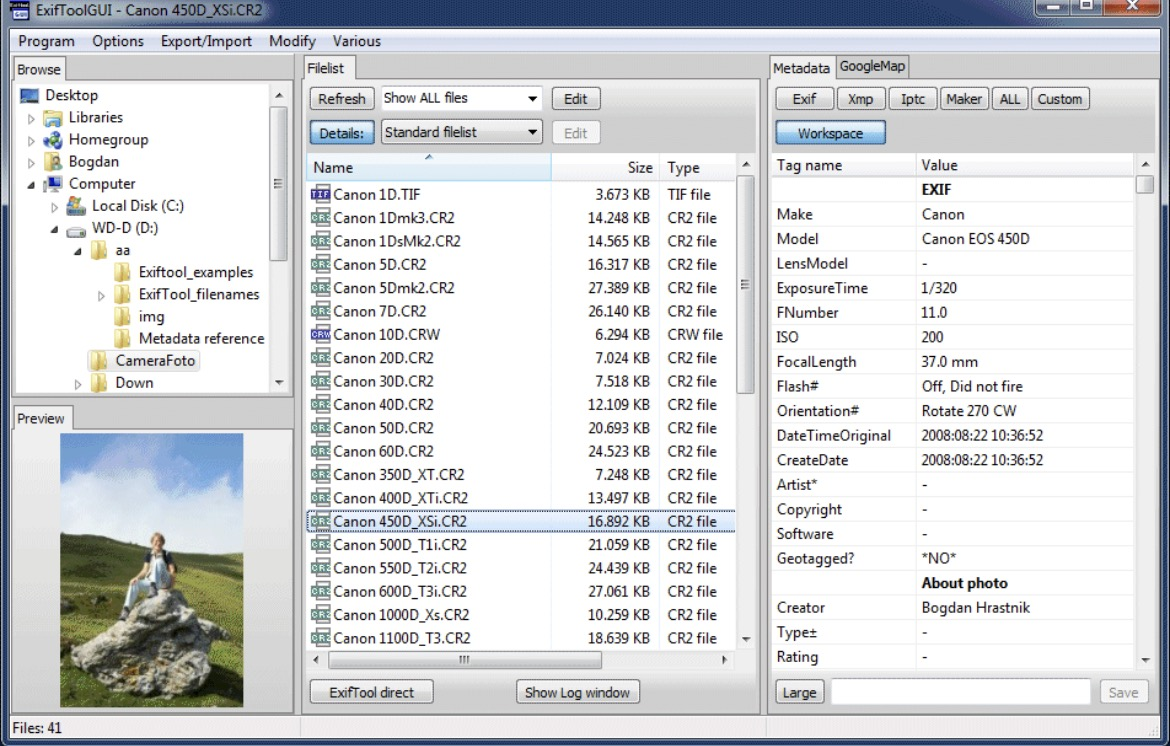 ExifToolGUI - Canon 450D_XSi.CR2
Program Options Export/Import Modify Various
Browse
Desktop
Libraries
Homegroup
Bogdan
Computer
Local Disk (C:)
WD-D (D:)
aa
Exiftool_examples
ExifTool_filenames
img
Metadata reference
CameraFoto
Down
Preview
Filelist
Refresh Show ALL files Edit
Details: Standard filelist Edit
Name Size Type
Canon 1D.TIF 3.673 KB TIF file
Canon 1Dmk3.CR2 14.248 KB CR2 file
Canon 1DsMk2.CR2 14.565 KB CR2 file
Canon 5D.CR2 16.317 KB CR2 file
Canon 5Dmk2.CR2 27.389 KB CR2 file
Canon 7D.CR2 26.140 KB CR2 file
Canon 10D.CRW 6.294 KB CRW file
Canon 20D.CR2 7.024 KB CR2 file
Canon 30D.CR2 7.518 KB CR2 file
Canon 40D.CR2 12.109 KB CR2 file
Canon 50D.CR2 20.693 KB CR2 file
Canon 60D.CR2 24.523 KB CR2 file
Canon 350D_XT.CR2 7.248 KB CR2 file
Canon 400D_XTi.CR2 13.497 KB CR2 file
Canon 450D_XSi.CR2 16.892 KB CR2 file
Canon 500D_T1i.CR2 21.059 KB CR2 file
Canon 550D_T2i.CR2 24.439 KB CR2 file
Canon 600D_T3i.CR2 27.061 KB CR2 file
Canon 1000D_Xs.CR2 10.259 KB CR2 file
Canon 1100D_T3.CR2 18.639 KB CR2 file
ExifTool direct Show Log window
Metadata GoogleMap
Exif Xmp Iptc Maker ALL Custom
Workspace
Tag name Value
EXIF
Make Canon
Model Canon EOS 450D
LensModel -
ExposureTime 1/320
FNumber 11.0
ISO 200
FocalLength 37.0 mm
Flash# Off, Did not fire
Orientation# Rotate 270 CW
DateTimeOriginal 2008:08:22 10:36:52
CreateDate 2008:08:22 10:36:52
Artist* -
Copyright -
Software -
Geotagged? *NO*
About photo
Creator Bogdan Hrastnik
Type± -
Rating -
Large Save
Files: 41